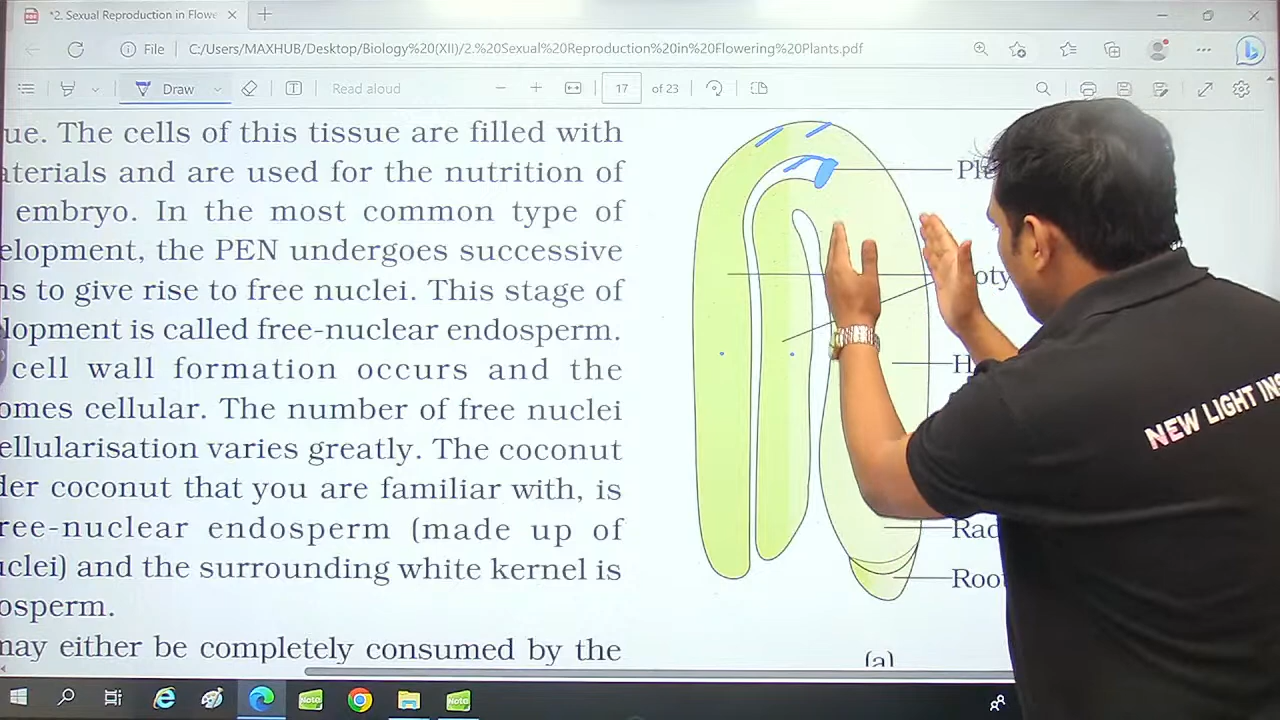 *2. Sexual Reproduction in Flowe
File
C:/Users/MAXHUB/Desktop/Biology%20(XII)/2.%20Sexual%20Reproduction%20in%20Flowering%20Plants.pdf
Draw
Read aloud
17
of 23
ue. The cells of this tissue are filled with
aterials and are used for the nutrition of
embryo. In the most common type of
elopment, the PEN undergoes successive
ns to give rise to free nuclei. This stage of
lopment is called free-nuclear endosperm.
cell wall formation occurs and the
omes cellular. The number of free nuclei
ellularisation varies greatly. The coconut
der coconut that you are familiar with, is
ree-nuclear endosperm (made up of
uclei) and the surrounding white kernel is
osperm.
may either be completely consumed by the
Pl
oty
H
Rad
Root
(a)
NEW LIGHT INS
Note
Note